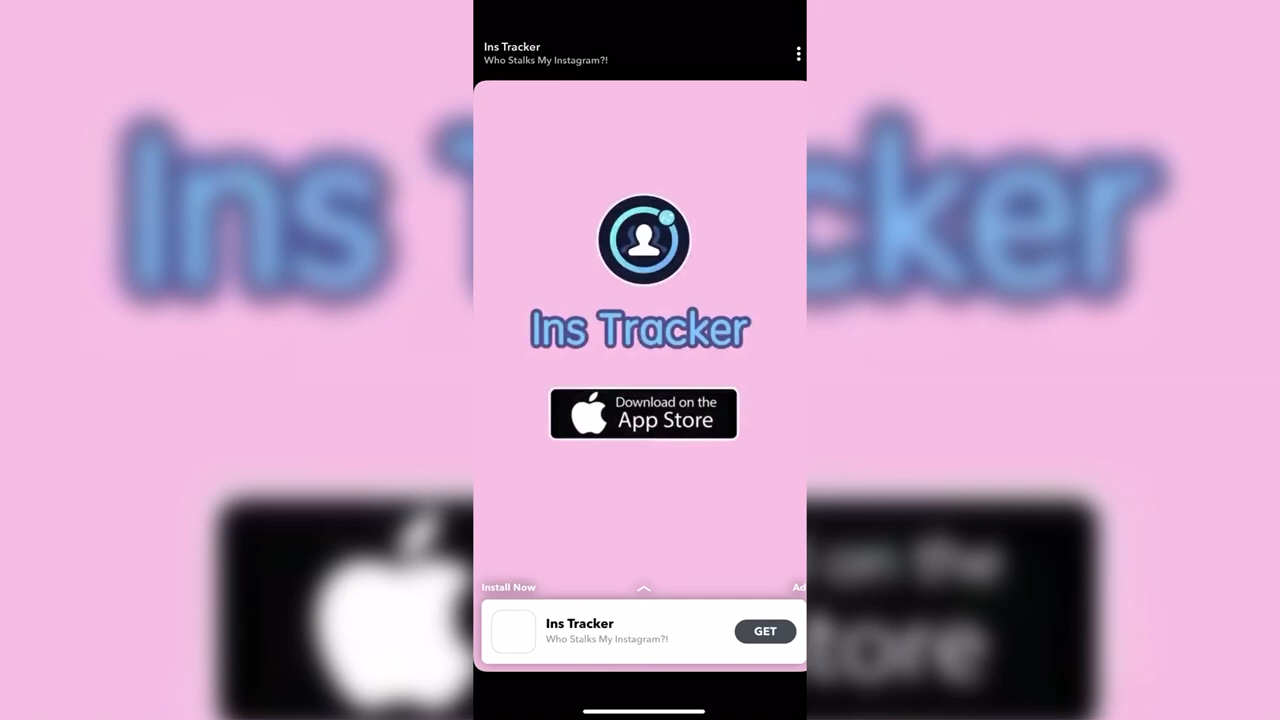 Ins Tracker
Who Stalks My Instagram?!
Ins Tracker
Download on the
App Store
Install Now
Ad
Ins Tracker
Who Stalks My Instagram?!
GET